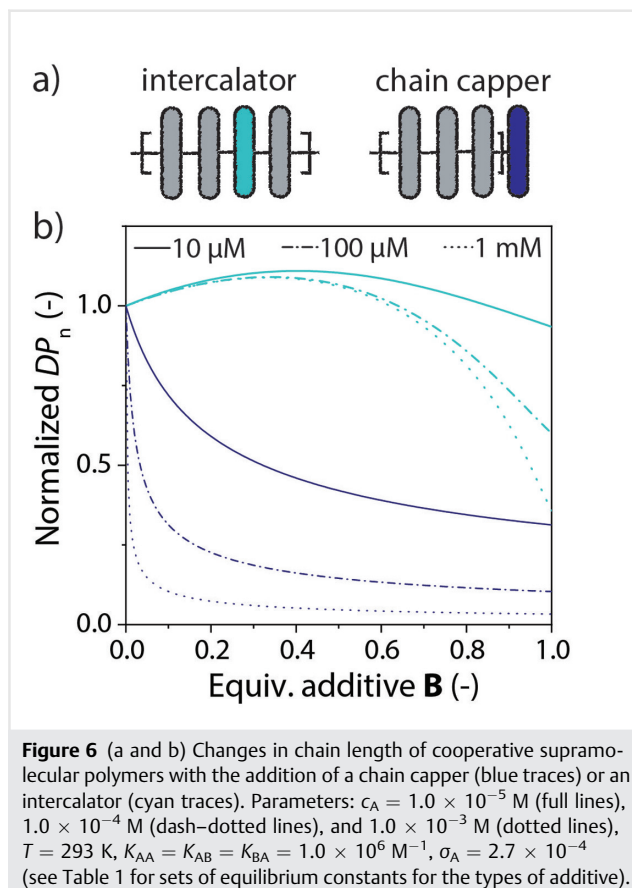 a)
intercalator
chain capper
b)
10 μM
100 μM
1 mM
Normalized DPn (-)
1.0
0.5
0.0
0.0 0.2 0.4 0.6 0.8 1.0
Equiv. additive B (-)
Figure 6 (a and b) Changes in chain length of cooperative supramo-
lecular polymers with the addition of a chain capper (blue traces) or an
intercalator (cyan traces). Parameters: cA = 1.0 × 10−5 M (full lines),
1.0 × 10−4 M (dash–dotted lines), and 1.0 × 10−3 M (dotted lines),
T = 293 K, KAA = KAB = KBA = 1.0 × 106 M−1, σA = 2.7 × 10−4
(see Table 1 for sets of equilibrium constants for the types of additive).